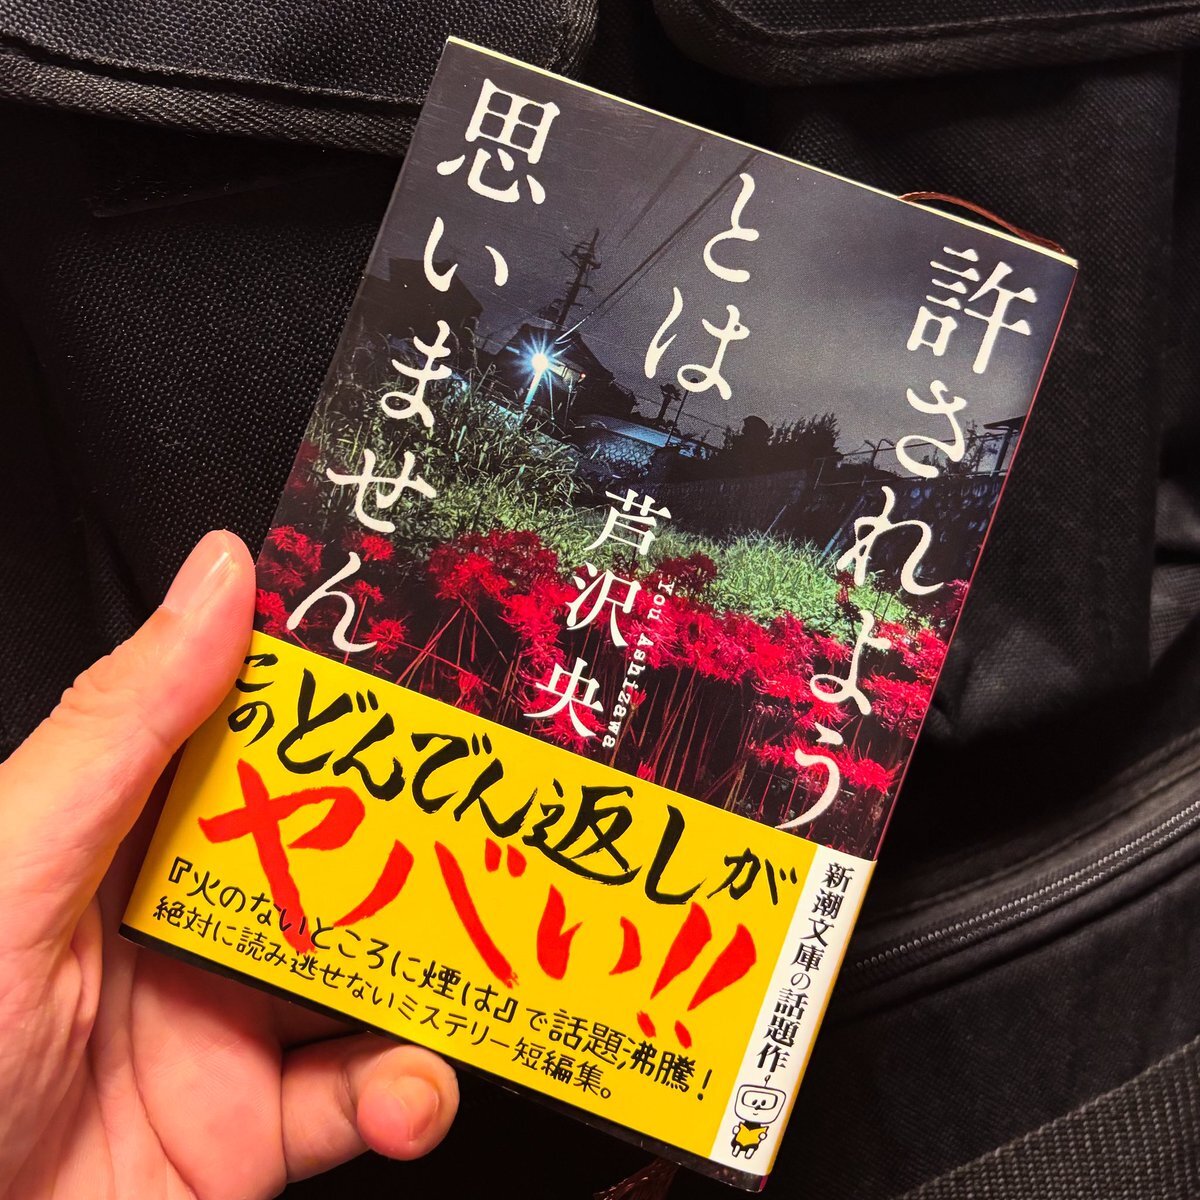 許されよう
とは
思いません
芦沢 央
You Ashizawa
このどんでん返しが
ヤバい!!
『火のないところに煙は』で話題沸騰!
絶対に読み逃せないミステリー短編集。
新潮文庫の話題作